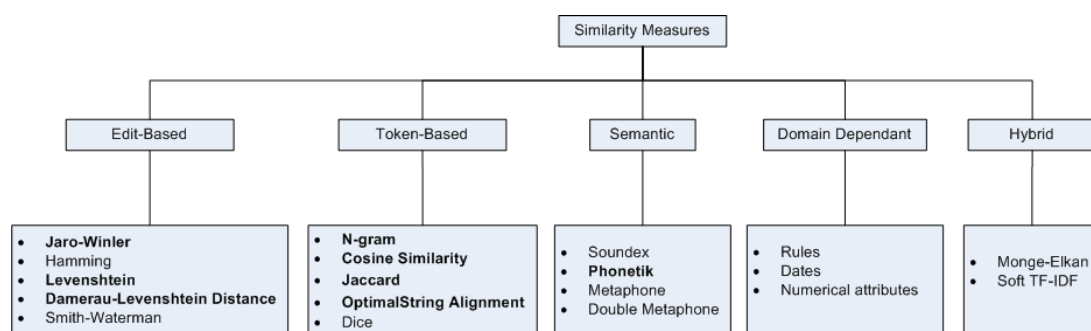 Similarity Measures
Edit-Based
Token-Based
Semantic
Domain Dependant
Hybrid
• Jaro-Winler
• Hamming
• Levenshtein
• Damerau-Levenshtein Distance
• Smith-Waterman
• N-gram
• Cosine Similarity
• Jaccard
• OptimalString Alignment
• Dice
• Soundex
• Phonetik
• Metaphone
• Double Metaphone
• Rules
• Dates
• Numerical attributes
• Monge-Elkan
• Soft TF-IDF